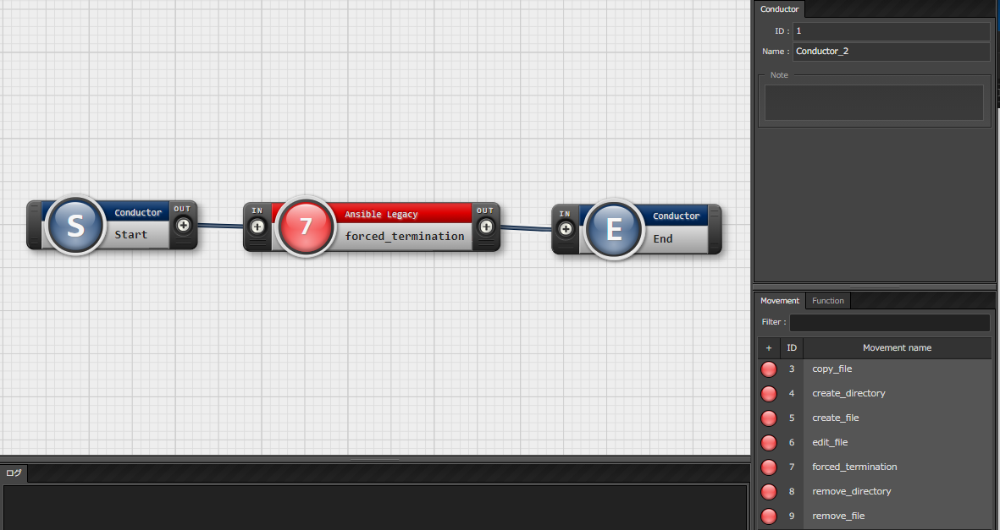 Conductor
ID : 1
Name : Conductor_2
Note
S
Conductor
Start
OUT
IN
7
Ansible Legacy
forced_termination
OUT
IN
E
Conductor
End
Movement Function
Filter :
+ ID Movement name
3 copy_file
4 create_directory
5 create_file
6 edit_file
7 forced_termination
8 remove_directory
9 remove_file
ログ